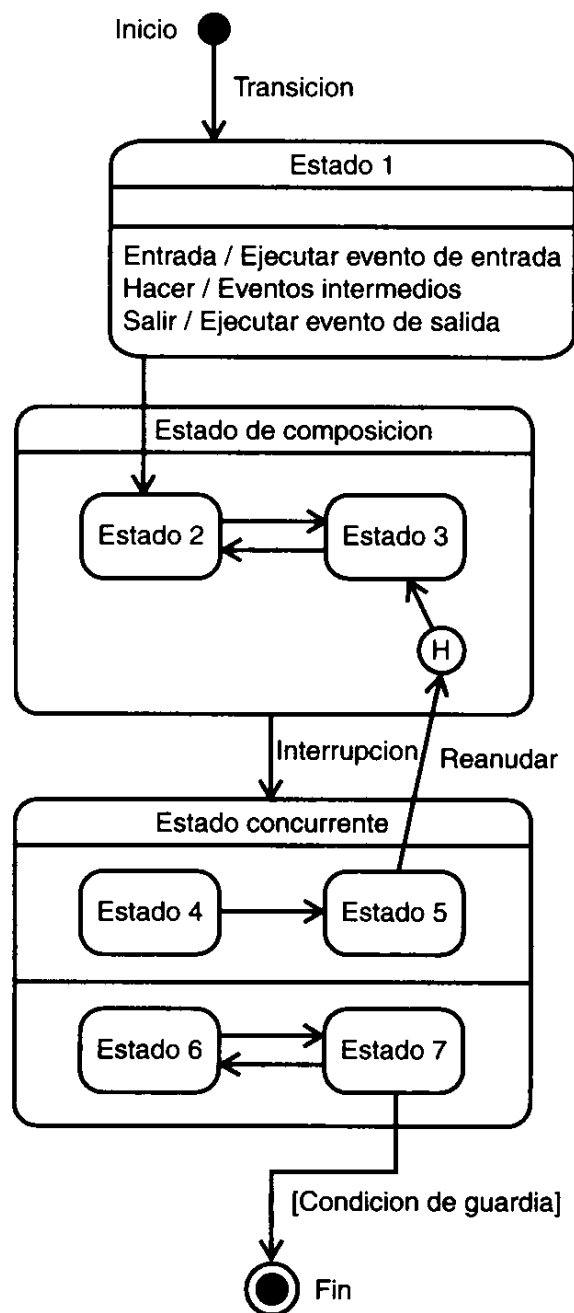 Inicio
Transicion
Estado 1
Entrada / Ejecutar evento de entrada
Hacer / Eventos intermedios
Salir / Ejecutar evento de salida
Estado de composicion
Estado 2
Estado 3
H
Interrupcion
Reanudar
Estado concurrente
Estado 4
Estado 5
Estado 6
Estado 7
[Condicion de guardia]
Fin